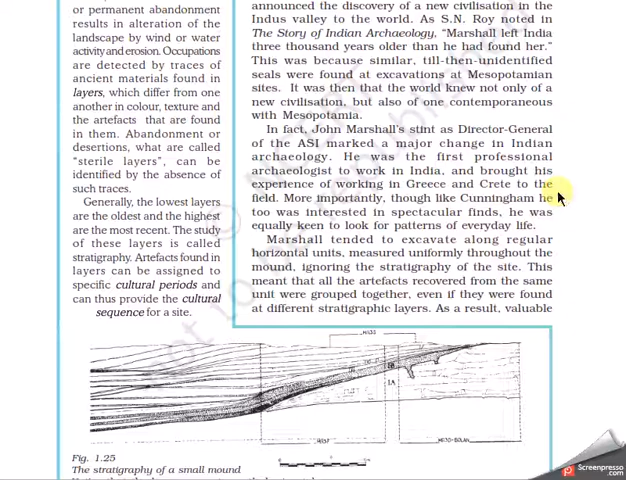 or permanent abandonment
results in alteration of the
landscape by wind or water
activity and erosion. Occupations
are detected by traces of
ancient materials found in
layers, which differ from one
another in colour, texture and
the artefacts that are found
in them. Abandonment or
desertions, what are called
“sterile layers”, can be
identified by the absence of
such traces.
Generally, the lowest layers
are the oldest and the highest
are the most recent. The study
of these layers is called
stratigraphy. Artefacts found in
layers can be assigned to
specific cultural periods and
can thus provide the cultural
sequence for a site.
announced the discovery of a new civilisation in the
Indus valley to the world. As S.N. Roy noted in
The Story of Indian Archaeology, “Marshall left India
three thousand years older than he had found her.”
This was because similar, till-then-unidentified
seals were found at excavations at Mesopotamian
sites. It was then that the world knew not only of a
new civilisation, but also of one contemporaneous
with Mesopotamia.
In fact, John Marshall’s stint as Director-General
of the ASI marked a major change in Indian
archaeology. He was the first professional
archaeologist to work in India, and brought his
experience of working in Greece and Crete to the
field. More importantly, though like Cunningham he
too was interested in spectacular finds, he was
equally keen to look for patterns of everyday life.
Marshall tended to excavate along regular
horizontal units, measured uniformly throughout the
mound, ignoring the stratigraphy of the site. This
meant that all the artefacts recovered from the same
unit were grouped together, even if they were found
at different stratigraphic layers. As a result, valuable
1A
Fig. 1.25
The stratigraphy of a small mound
© NCERT
not to be republished
Screenpresso
.com